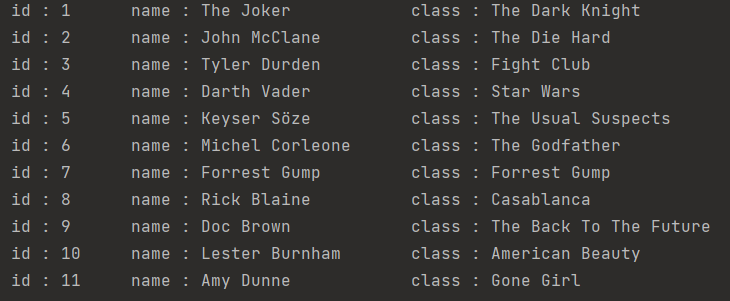 id : 1 name : The Joker class : The Dark Knight
id : 2 name : John McClane class : The Die Hard
id : 3 name : Tyler Durden class : Fight Club
id : 4 name : Darth Vader class : Star Wars
id : 5 name : Keyser Söze class : The Usual Suspects
id : 6 name : Michel Corleone class : The Godfather
id : 7 name : Forrest Gump class : Forrest Gump
id : 8 name : Rick Blaine class : Casablanca
id : 9 name : Doc Brown class : The Back To The Future
id : 10 name : Lester Burnham class : American Beauty
id : 11 name : Amy Dunne class : Gone Girl